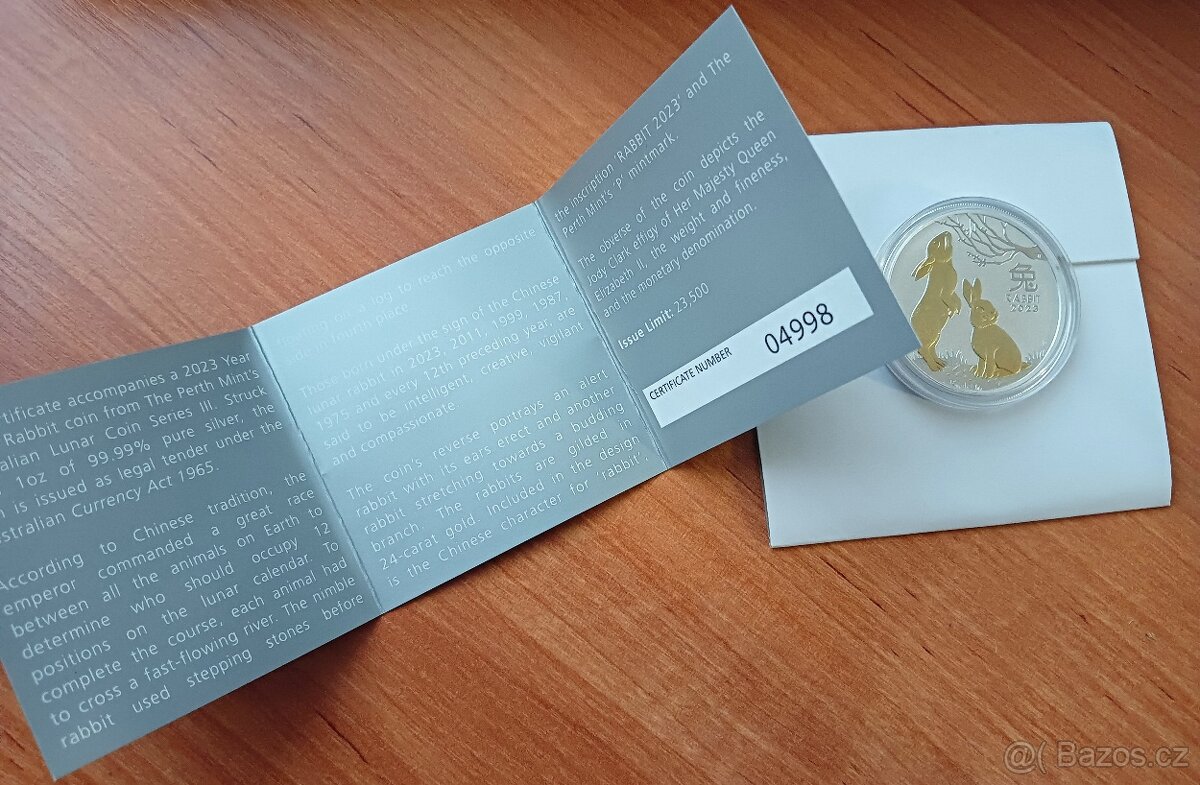 rtificate accompanies a 2023 Year
Rabbit coin from The Perth Mint's
alian Lunar Coin Series III. Struck
1oz of 99.99% pure silver, the
n is issued as legal tender under the
stralian Currency Act 1965.
According to Chinese tradition, the
emperor commanded a great race
between all the animals on Earth to
determine who should occupy 12
positions on the lunar calendar. To
complete the course, each animal had
to cross a fast-flowing river. The nimble
rabbit used stepping stones before
a log to reach the opposite
place
under the sign of the Chinese
lunar rabbit in 2023, 2011, 1999, 1987,
1975 and every 12th preceding year, are
said to be intelligent, creative, vigilant
and compassionate.
The coin's reverse portrays an alert
rabbit with its ears erect and another
rabbit stretching towards a budding
branch. The rabbits are gilded in
24-carat gold. Included in the design
is the Chinese character for 'rabbit',
the inscription 'RABBIT 2023' and The
Perth Mint's 'P' mintmark.
The obverse of the coin depicts the
Jody Clark effigy of Her Majesty Queen
Elizabeth II, the weight and fineness,
and the monetary denomination.
Issue Limit: 23,500
CERTIFICATE NUMBER 04998
兔
RABBIT
2023
@( Bazos.cz